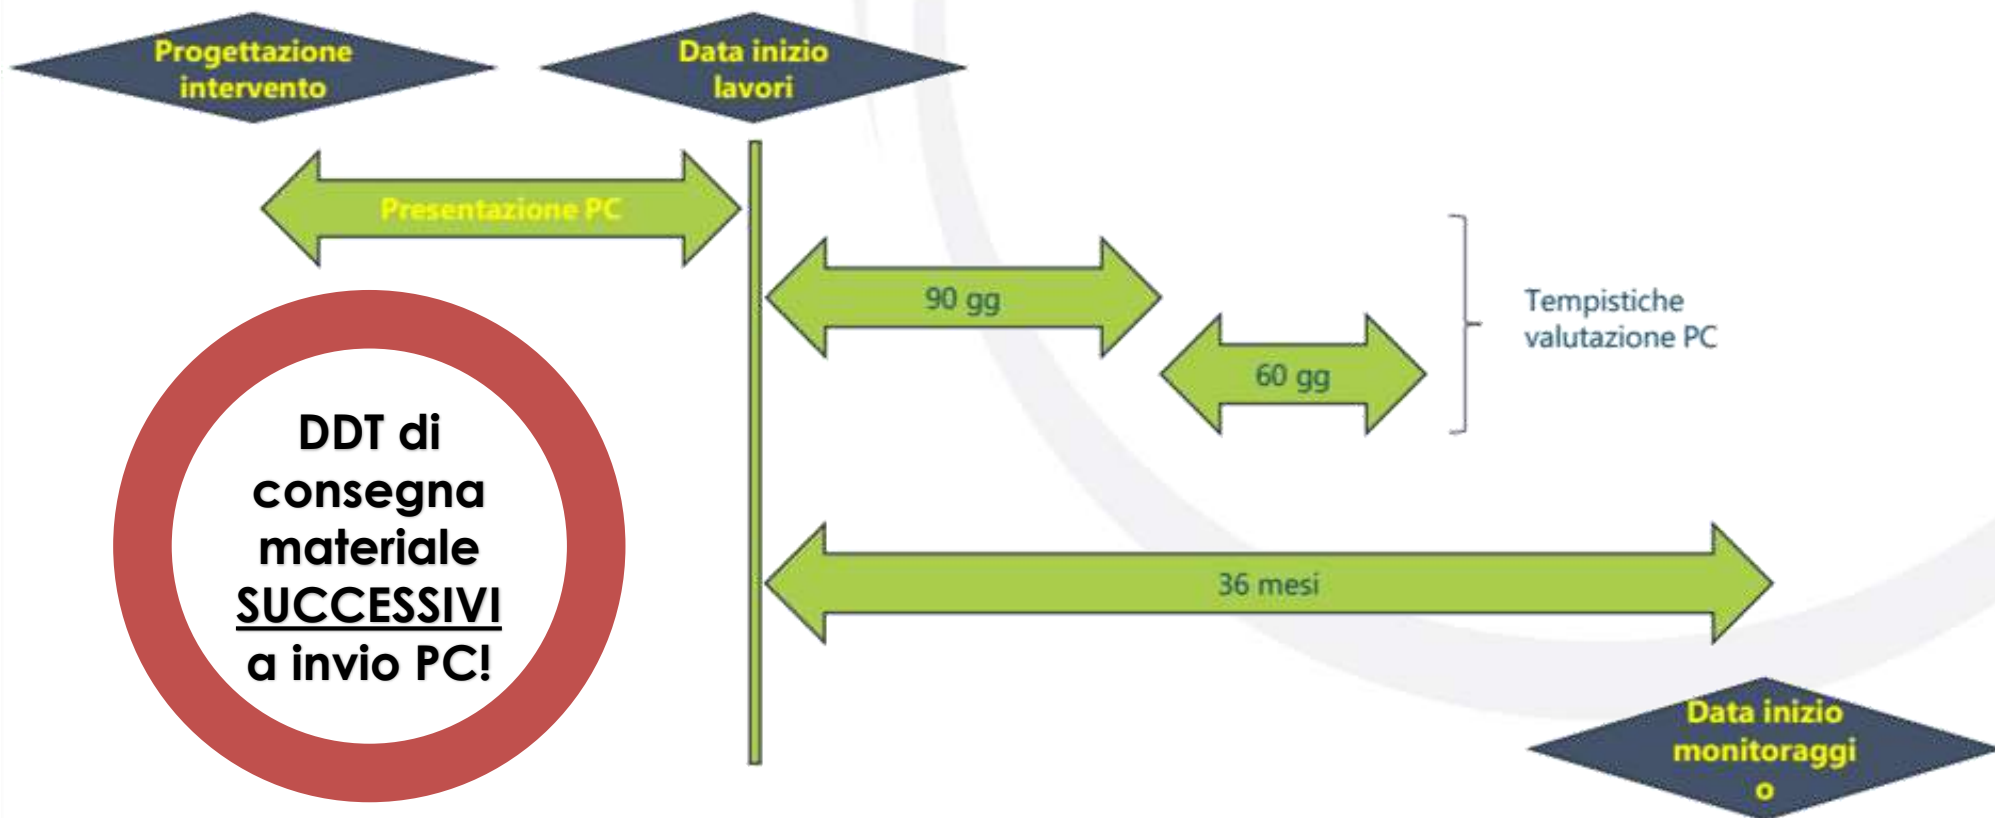 Progettazione
intervento
Data inizio
lavori
Presentazione PC
90 gg
60 gg
Tempistiche
valutazione PC
DDT di
consegna
materiale
SUCCESSIVI
a invio PC!
36 mesi
Data inizio
monitoraggi
o